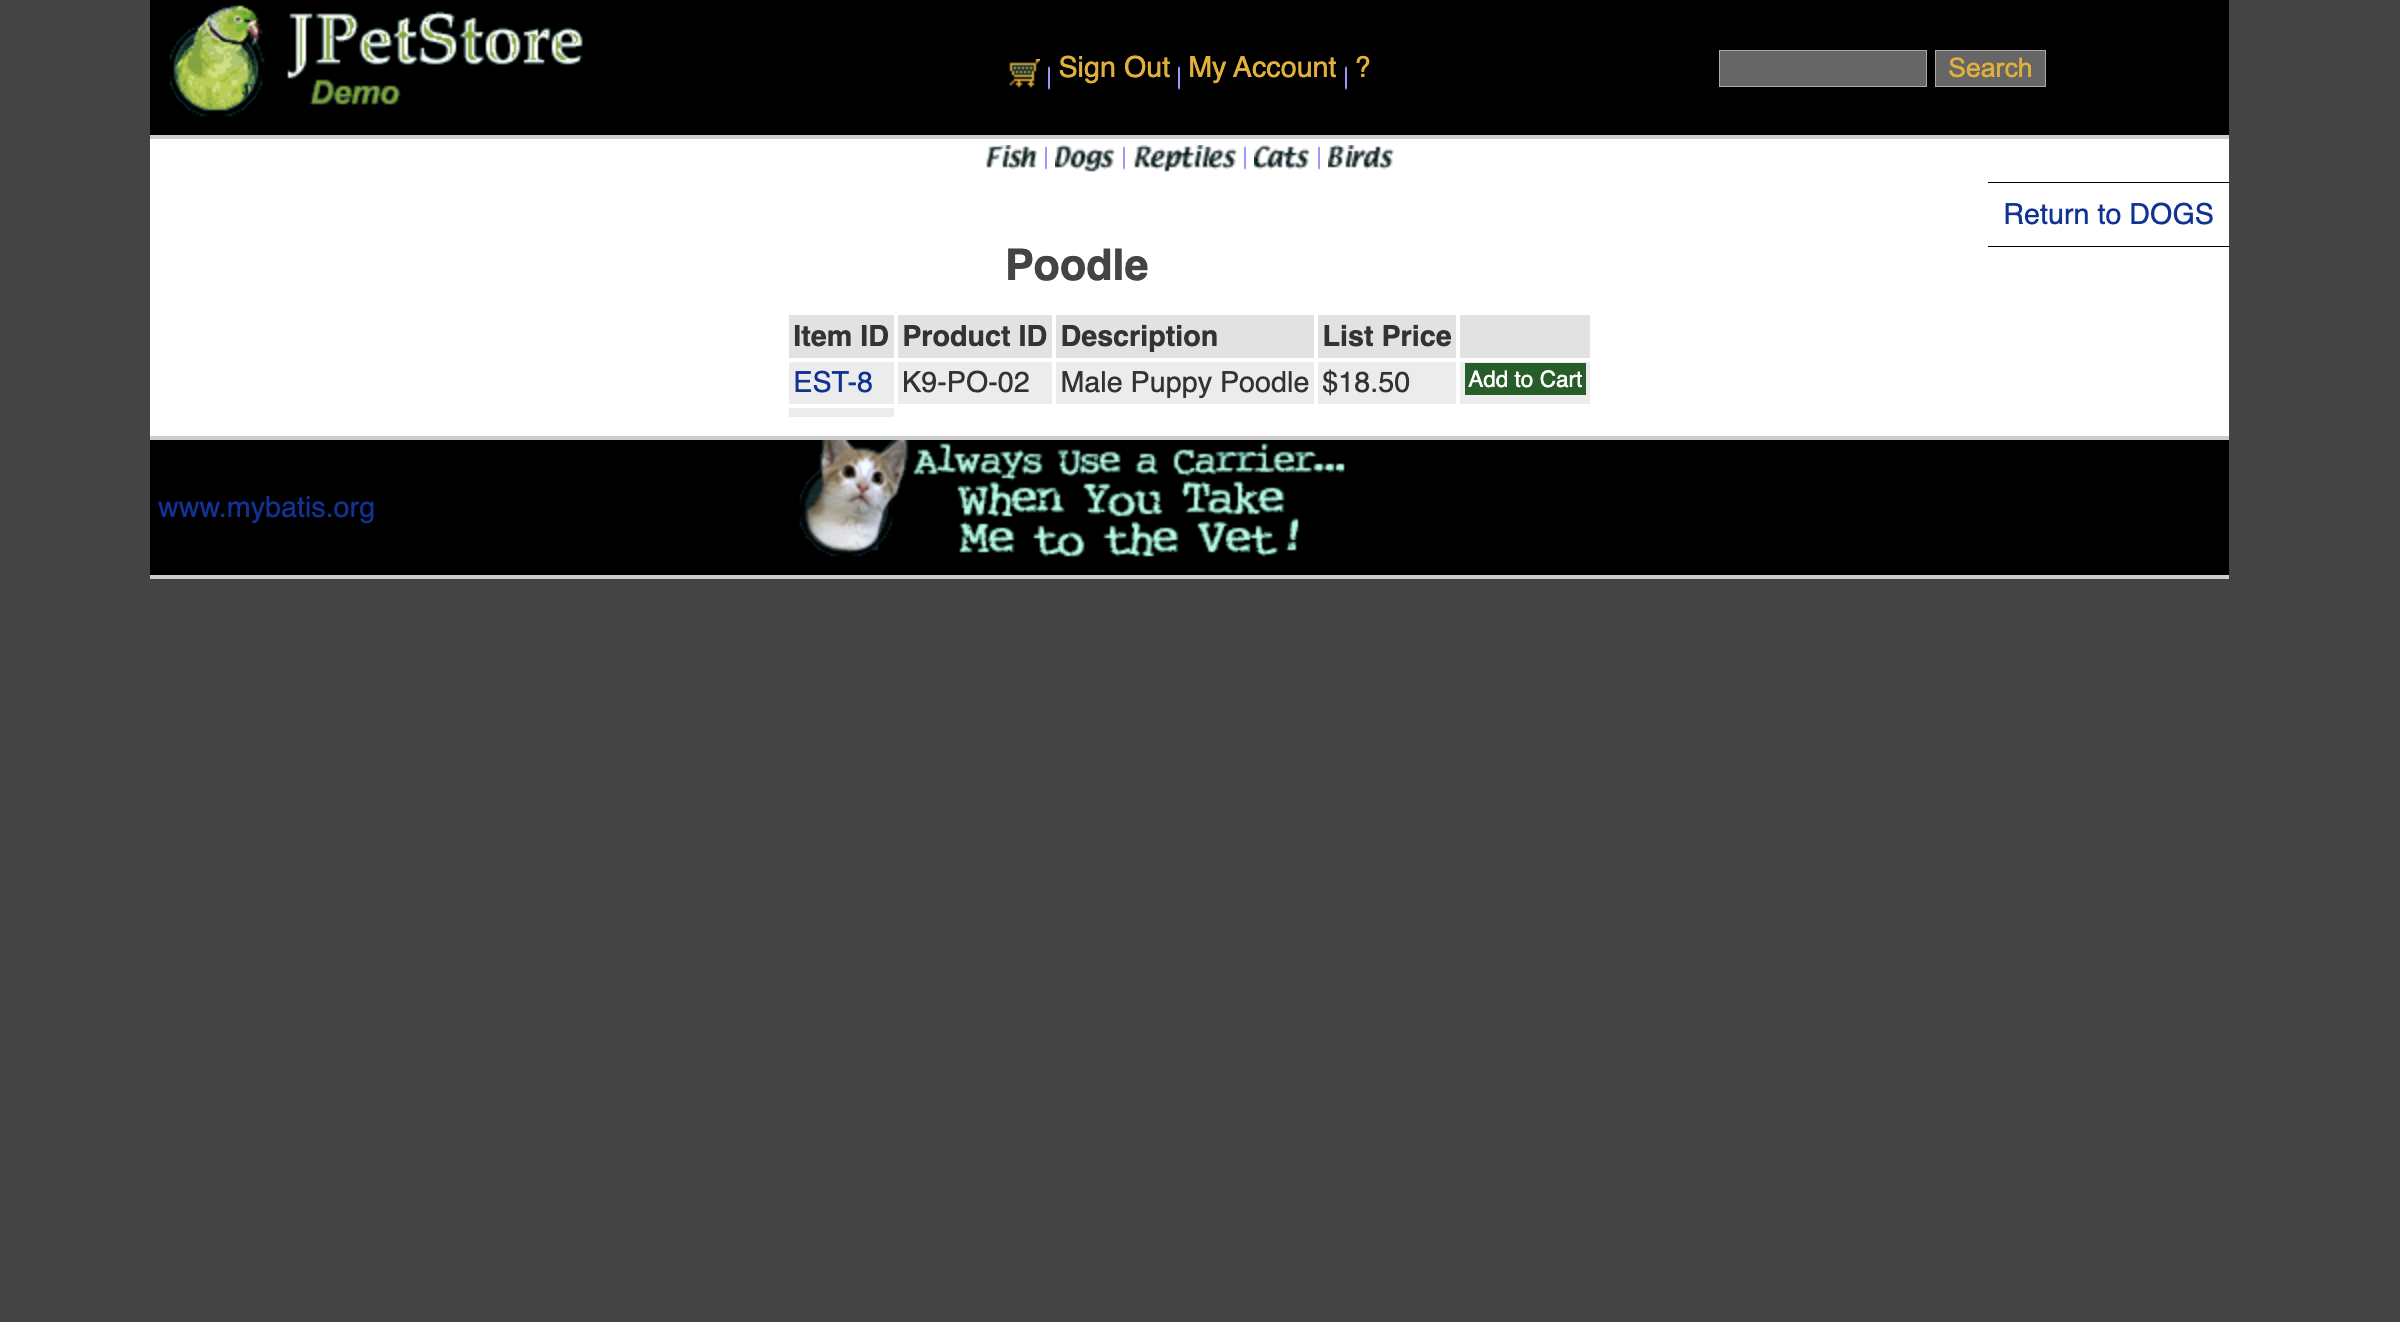 JPetStore
Demo
Sign Out | My Account | ?
Search
Fish | Dogs | Reptiles | Cats | Birds
Return to DOGS
Poodle
Item ID Product ID Description List Price
EST-8 K9-PO-02 Male Puppy Poodle $18.50 Add to Cart
www.mybatis.org
Always Use a Carrier...
When You Take
Me to the Vet!